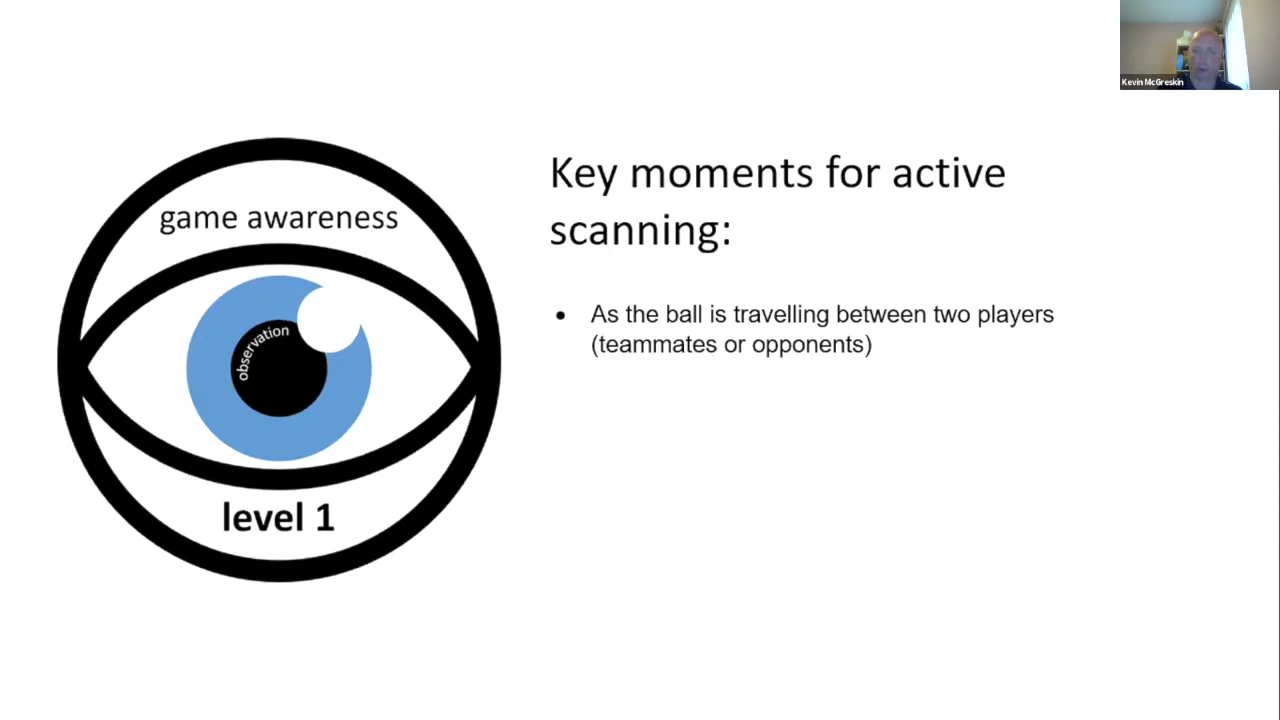 Kevin McGreskin
Key moments for active
scanning:
game awareness
• As the ball is travelling between two players
(teammates or opponents)
observation
level 1